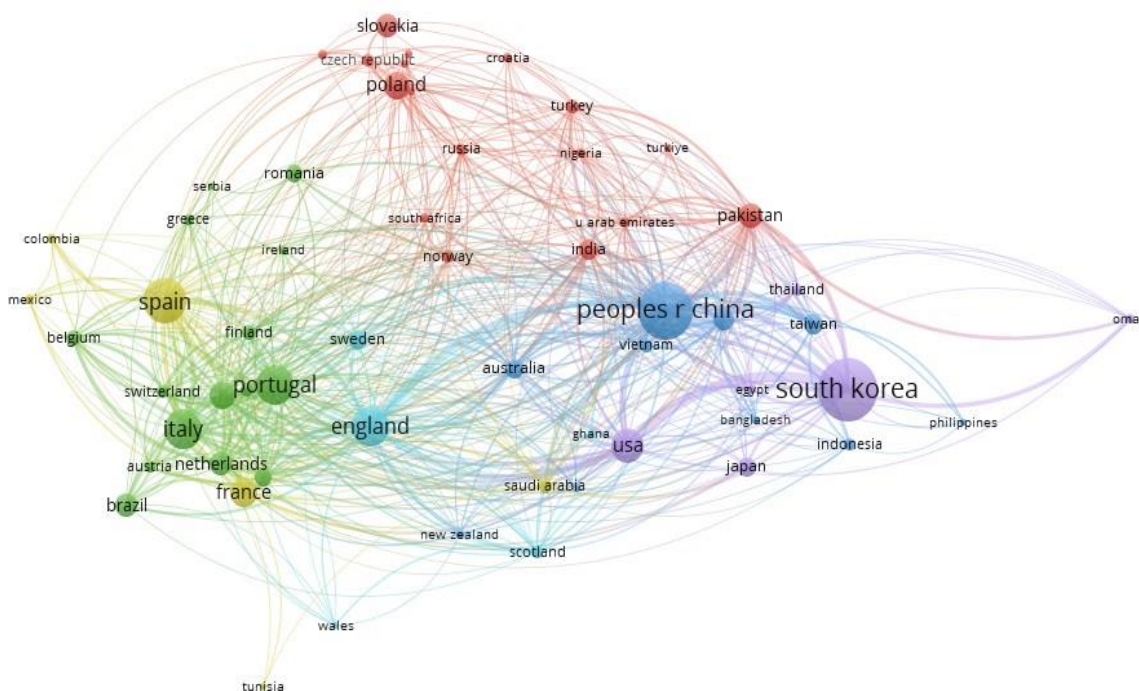 slovakia
czech republic
croatia
poland
turkey
russia
nigeria
turkiye
romania
serbia
greece
south africa
u arab emirates
pakistan
colombia
ireland
norway
india
mexico
spain
thailand
peoples r china
oma
belgium
finland
sweden
vietnam
taiwan
australia
switzerland
portugal
egypt
south korea
italy
england
ghana
bangladesh
philippines
usa
indonesia
austria
netherlands
japan
france
saudi arabia
brazil
new zealand
scotland
wales
tunisia